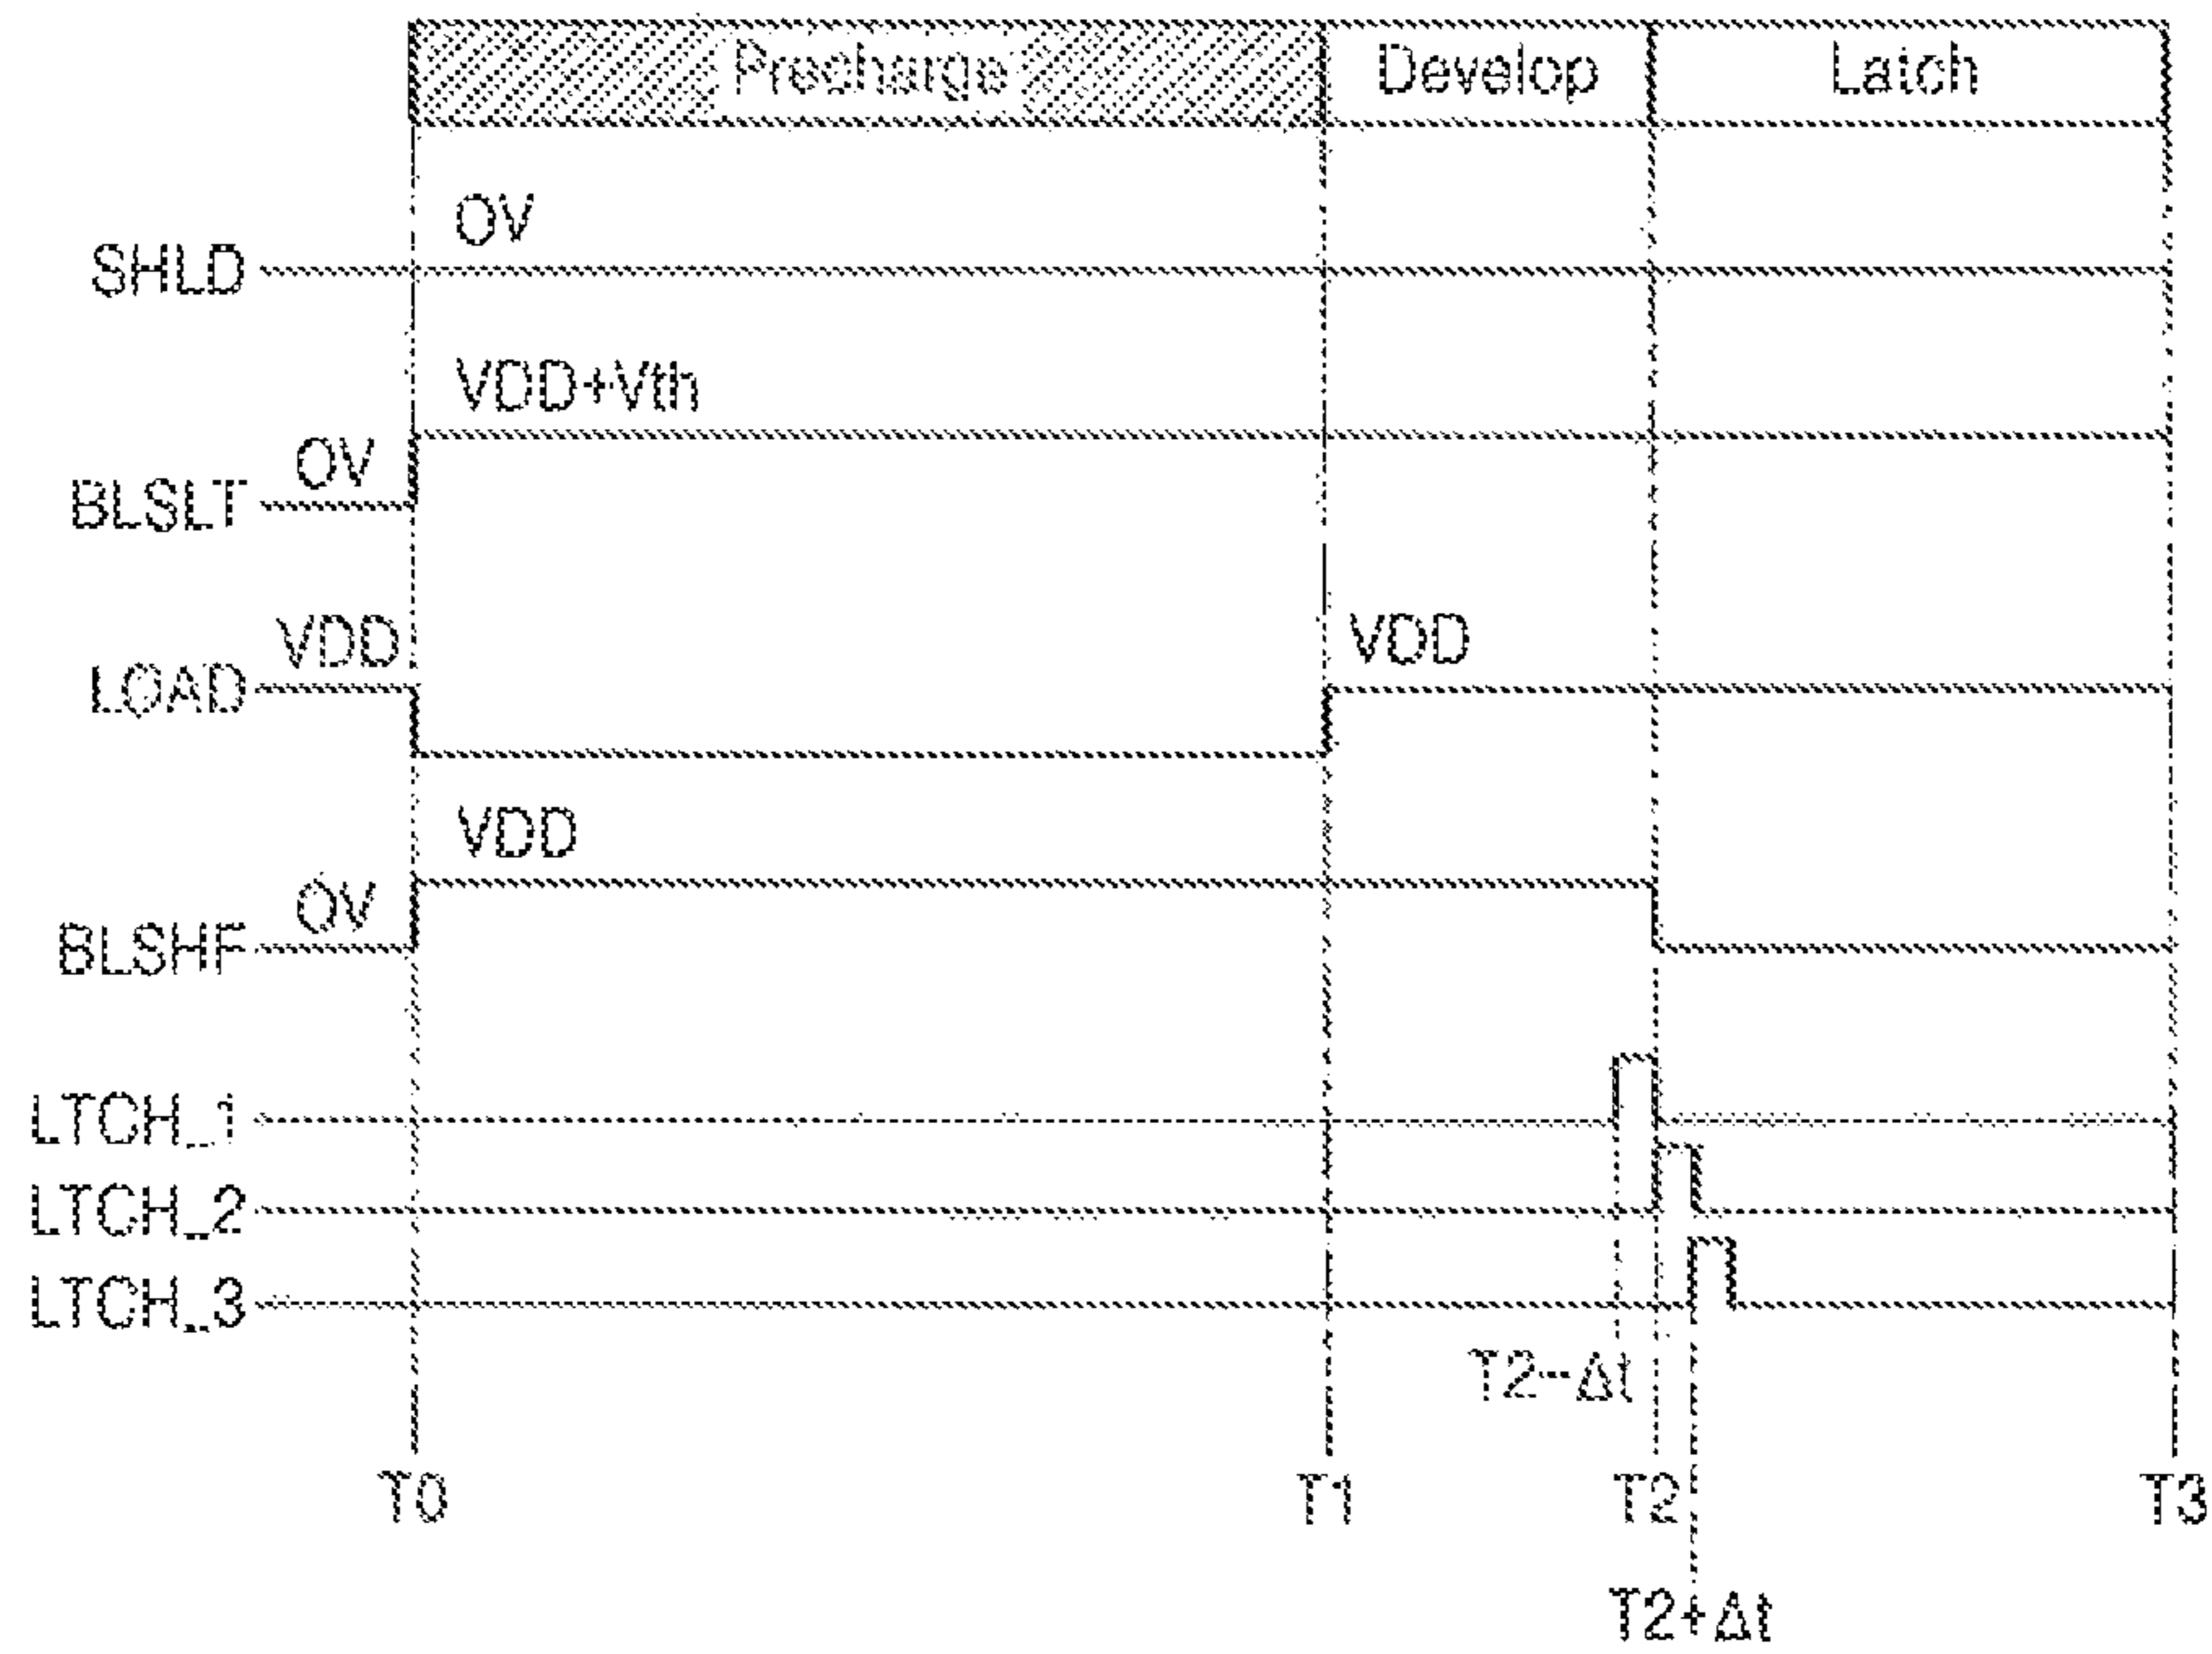 Precharge Develop Latch
0V
SHLD
VDD+Vth
0V
BLSLT
VDD VDD
LOAD
VDD
0V
BLSHF
LTCH_1
LTCH_2
LTCH_3
T2-Δt
T0 T1 T2 T3
T2+Δt